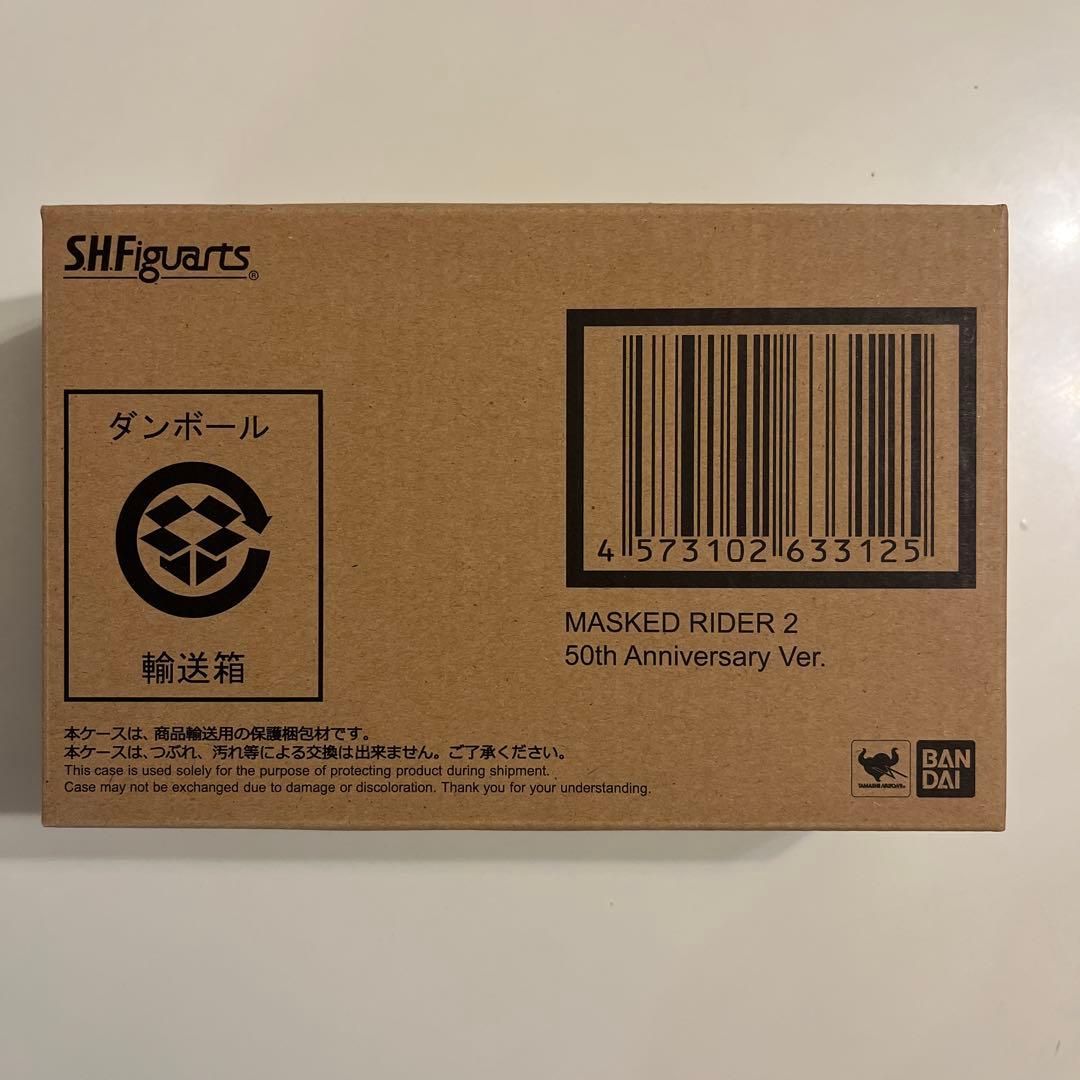 S.H.Figuarts®
ダンボール
輸送箱
4 573102 633125
MASKED RIDER 2
50th Anniversary Ver.
本ケースは、商品輸送用の保護梱包材です。
本ケースは、つぶれ、汚れ等による交換は出来ません。ご了承ください。
This case is used solely for the purpose of protecting product during shipment.
Case may not be exchanged due to damage or discoloration. Thank you for your understanding.
TAMASHII NATIONS
BAN
DAI